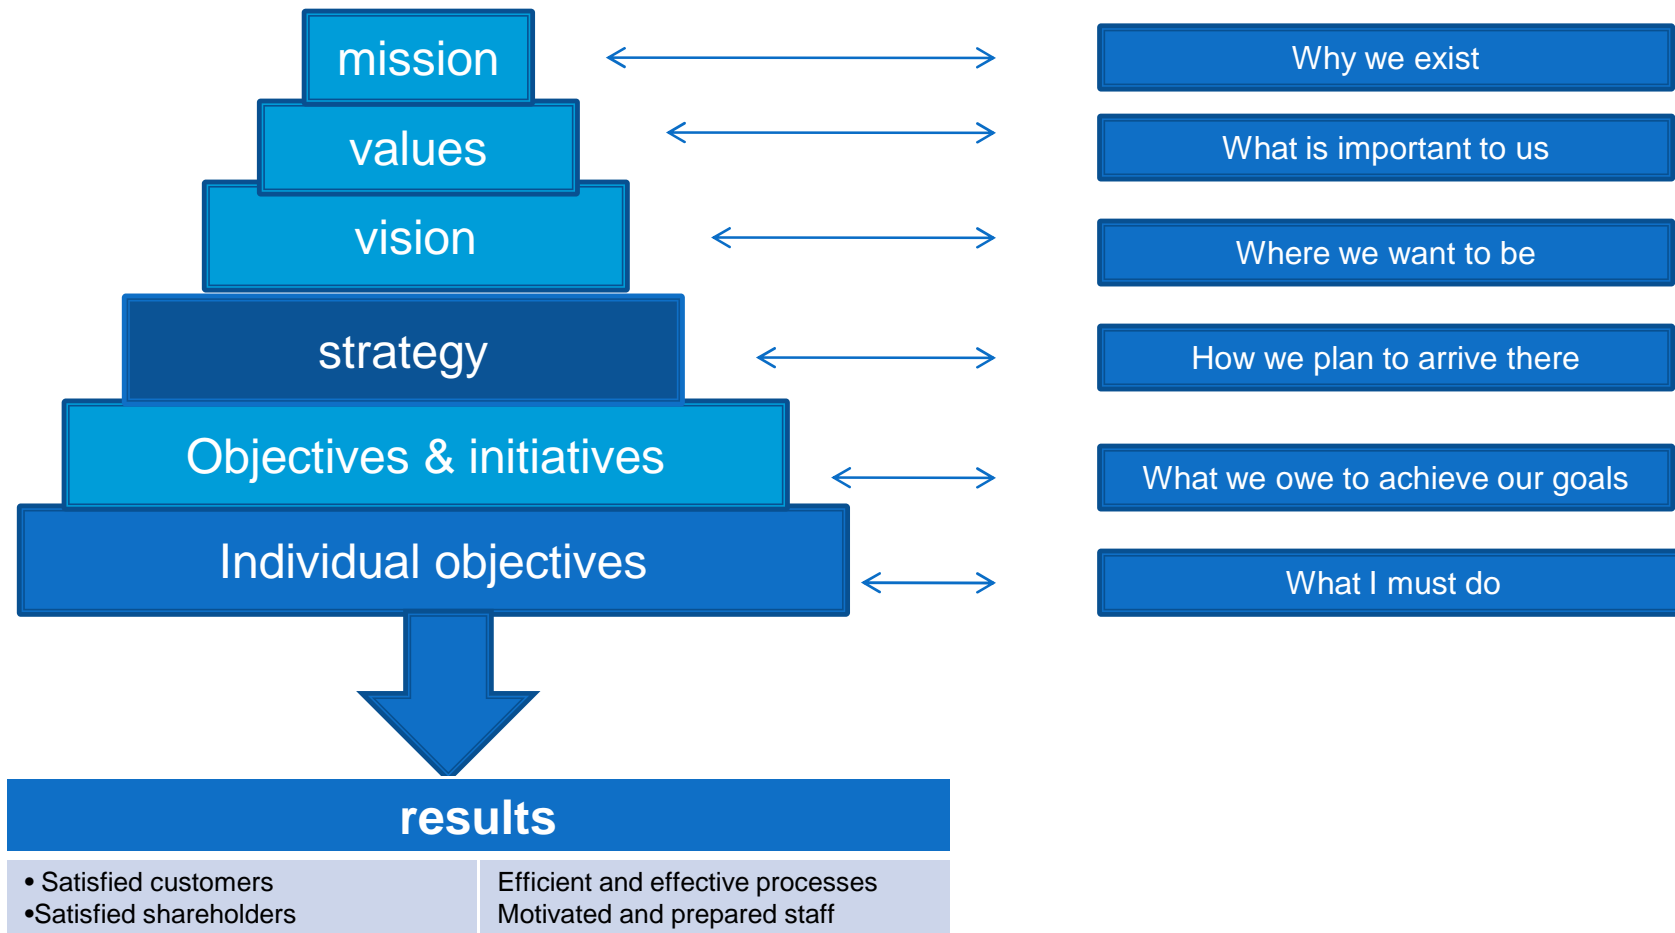 mission
Why we exist
values
What is important to us
vision
Where we want to be
strategy
How we plan to arrive there
Objectives & initiatives
What we owe to achieve our goals
Individual objectives
What I must do
results
• Satisfied customers
•Satisfied shareholders
Efficient and effective processes
Motivated and prepared staff